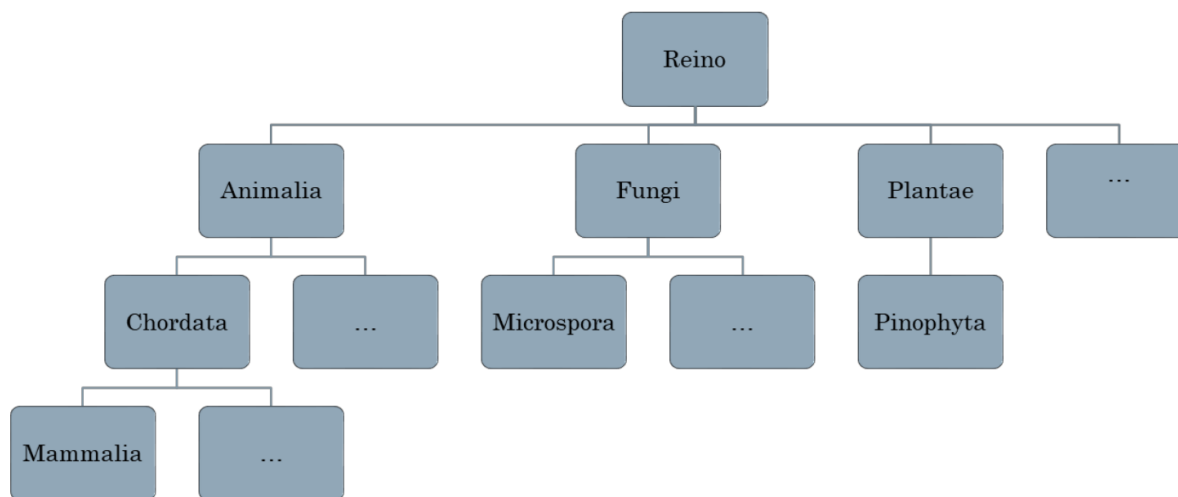 Reino
Animalia
Fungi
Plantae
...
Chordata
...
Microspora
...
Pinophyta
Mammalia
...